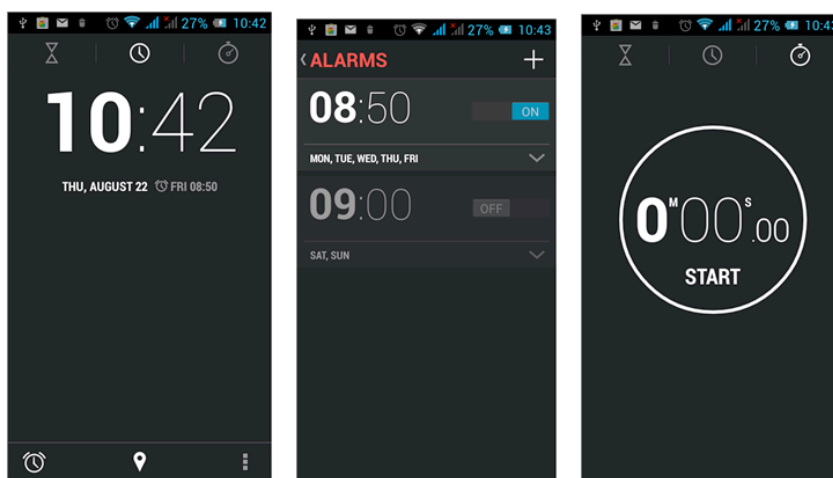 27% 10:42
10:42
THU, AUGUST 22 FRI 08:50
27% 10:43
ALARMS
08:50
ON
MON, TUE, WED, THU, FRI
09:00
OFF
SAT, SUN
27% 10:43
0M00S.00
START